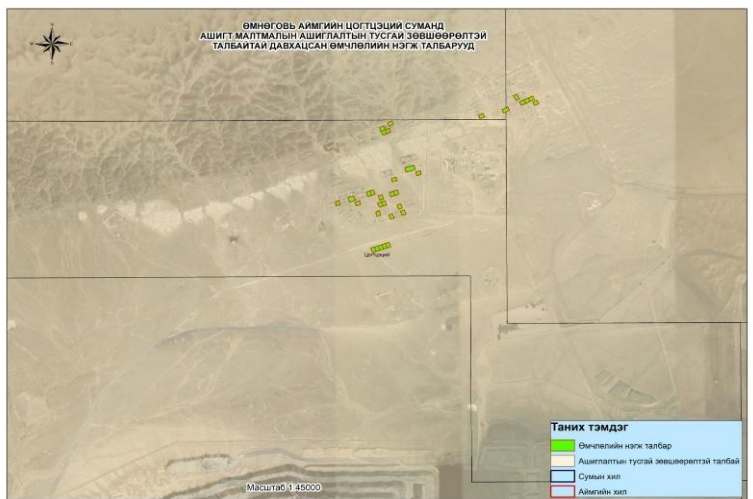 ӨМНӨГОВЬ АЙМГИЙН ЦОГТЦЭЦИЙ СУМАНД
АШИГТ МАЛТМАЛЫН АШИГЛАЛТЫН ТУСГАЙ ЗӨВШӨӨРӨЛТЭЙ
ТАЛБАЙТАЙ ДАВХАЦСАН ӨМЧЛӨЛИЙН НЭГЖ ТАЛБАРУУД
Цогтцэций
Таних тэмдэг
Өмчлөлийн нэгж талбар
Ашиглалтын тусгай зөвшөөрөлтэй талбай
Сумын хил
Аймгийн хил
Масштаб 1:45000